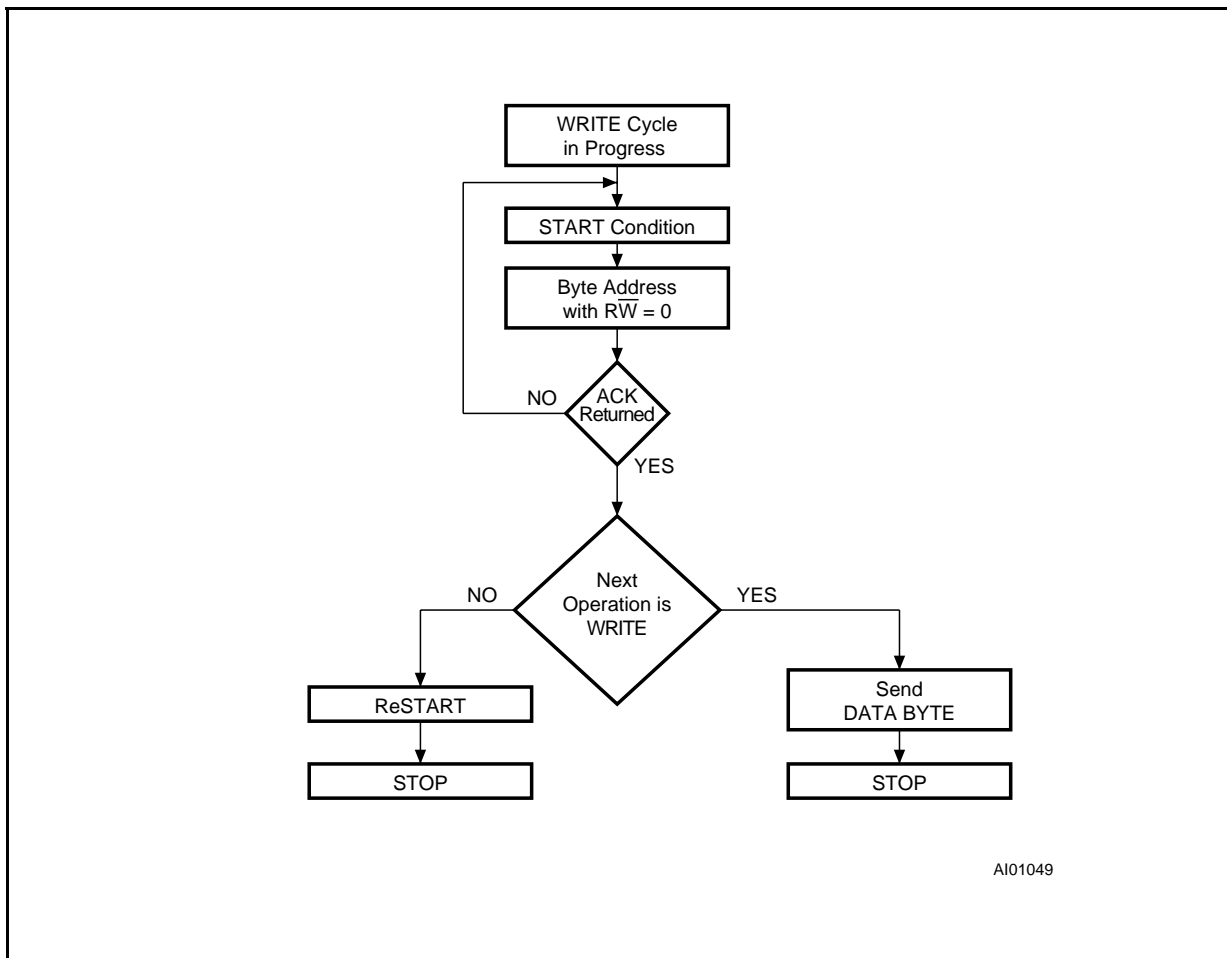 WRITE Cycle
in Progress
START Condition
Byte Address
with RW̅ = 0
ACK
Returned
NO
YES
Next
Operation is
WRITE
NO
YES
ReSTART
STOP
Send
DATA BYTE
STOP
AI01049